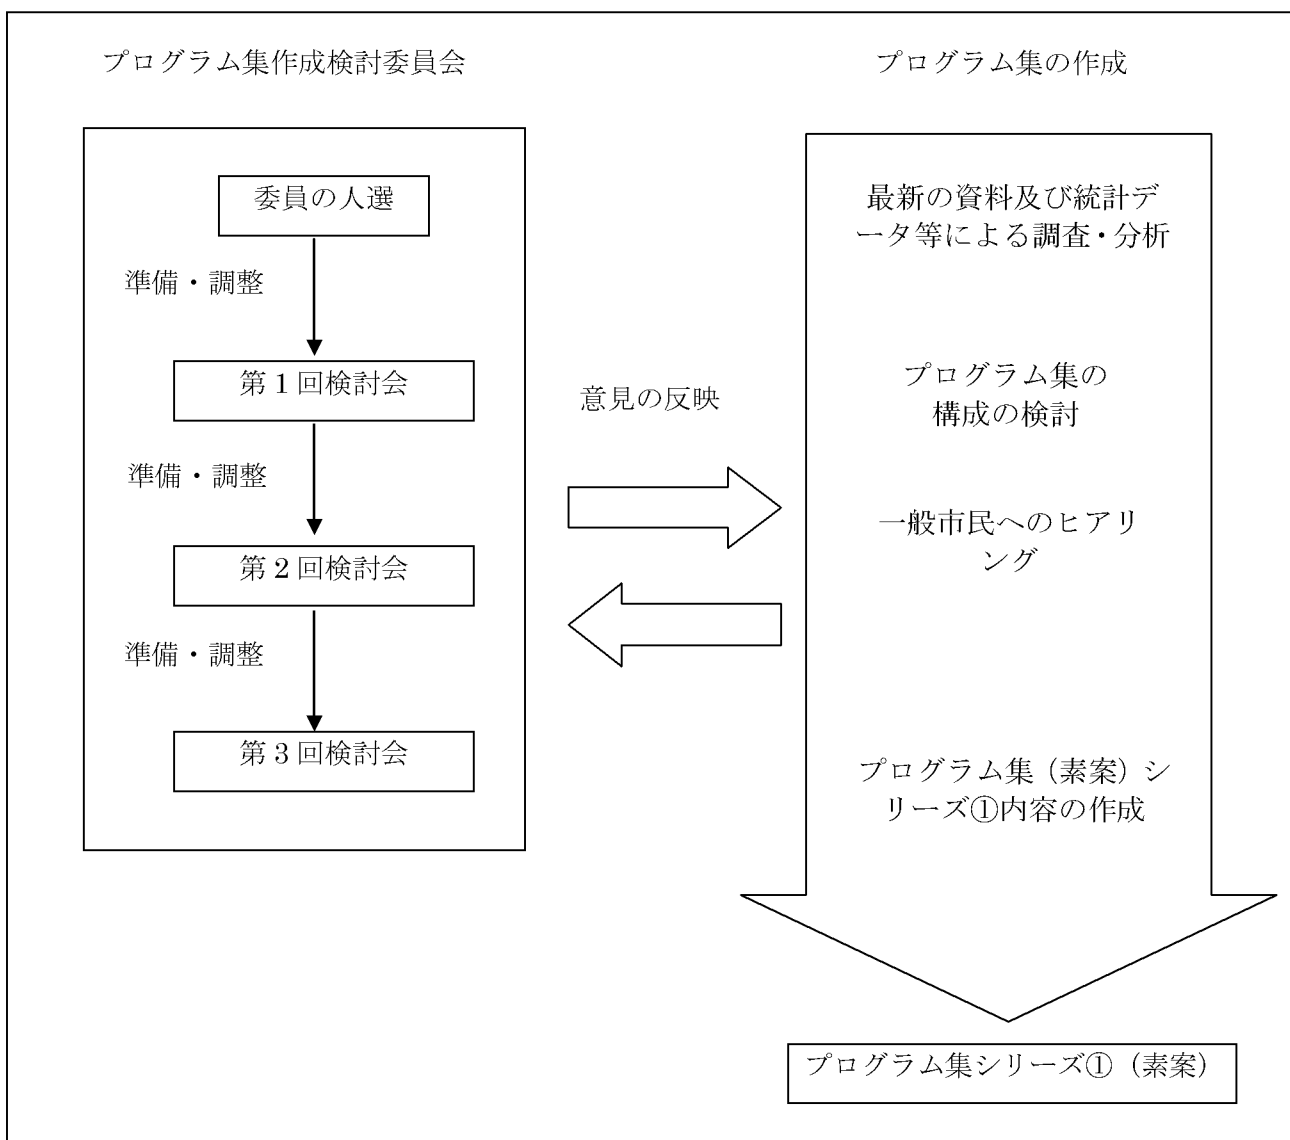 プログラム集作成検討委員会
委員の人選
準備・調整
第1回検討会
準備・調整
第2回検討会
準備・調整
第3回検討会
意見の反映
プログラム集の作成
最新の資料及び統計デ
ータ等による調査・分析
プログラム集の
構成の検討
一般市民へのヒアリ
ング
プログラム集（素案）シ
リーズ①内容の作成
プログラム集シリーズ①（素案）